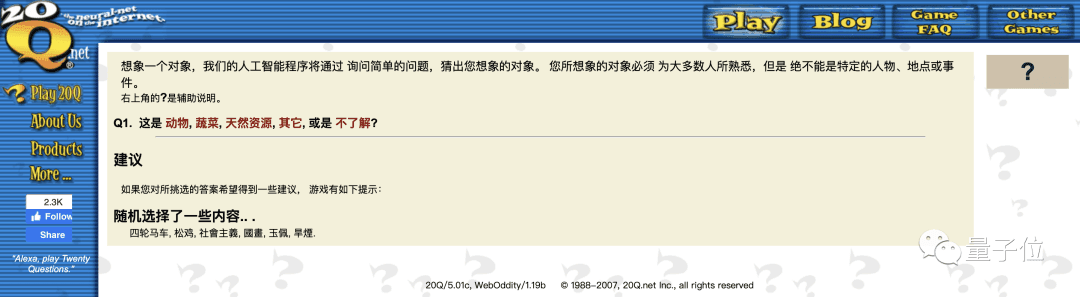 20Q.net
the neural-net
on the internet.
Play
Blog
Game
FAQ
Other
Games
Play 20Q
About Us
Products
More ...
2.3K
Follow
Share
"Alexa, play Twenty
Questions."
想象一个对象，我们的人工智能程序将通过 询问简单的问题，猜出您想象的对象。 您所想象的对象必须 为大多数人所熟悉，但是 绝不能是特定的人物、地点或事
件。
右上角的?是辅助说明。
?
Q1. 这是 动物, 蔬菜, 天然资源, 其它, 或是 不了解?
建议
如果您对所挑选的答案希望得到一些建议， 游戏有如下提示：
随机选择了一些内容.. .
四轮马车, 松鸡, 社會主義, 國畫, 玉佩, 旱煙.
量子位
20Q/5.01c, WebOddity/1.19b © 1988–2007, 20Q.net Inc., all rights reserved